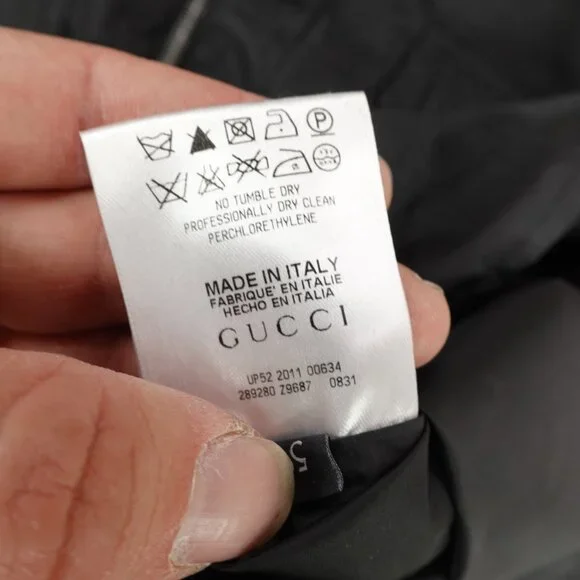 P
NO TUMBLE DRY
PROFESSIONALLY DRY CLEAN
PERCHLORETHYLENE
MADE IN ITALY
FABRIQUE' EN ITALIE
HECHO EN ITALIA
GUCCI
UP52 2011 00634
289280 Z9687 0831
5